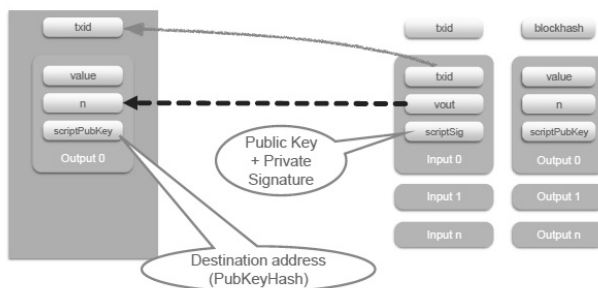 txid
value
n
scriptPubKey
Output 0
Destination address
(PubKeyHash)
Public Key
+ Private
Signature
txid
txid
vout
scriptSig
Input 0
Input 1
Input n
blockhash
value
n
scriptPubKey
Output 0
Output 1
Output n